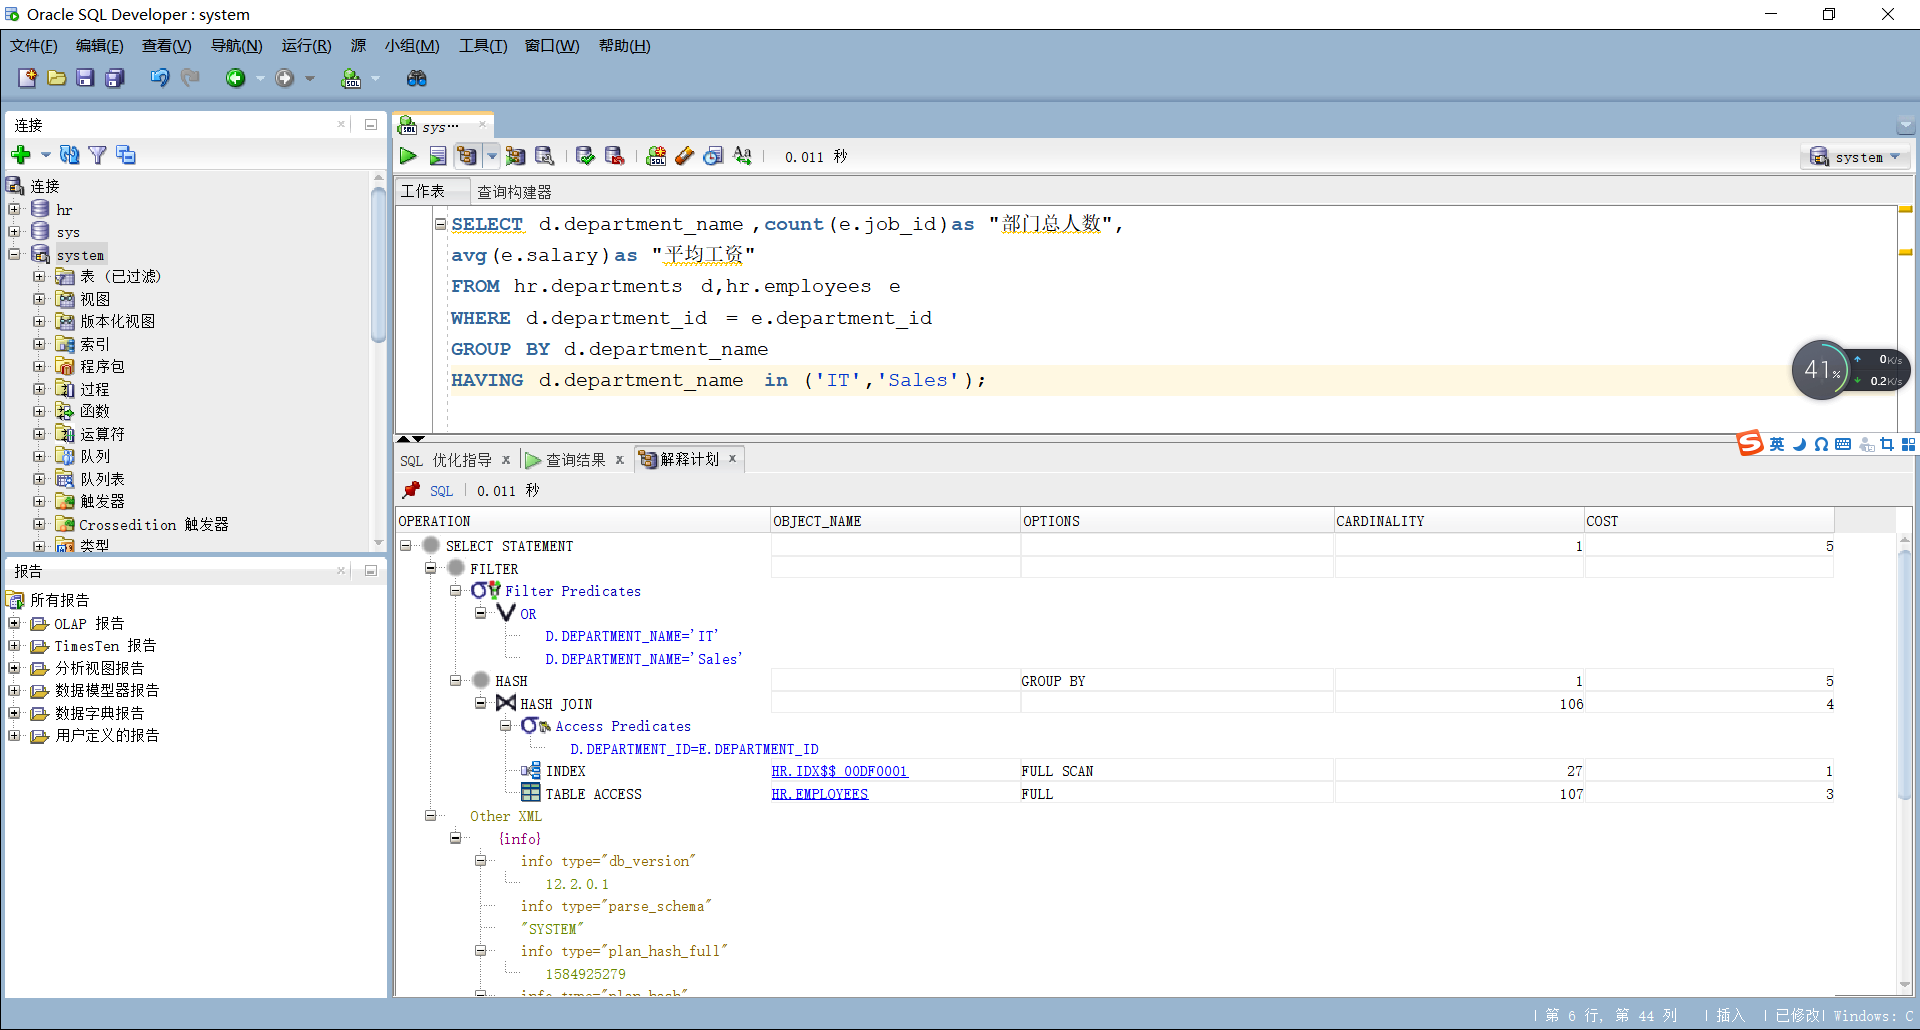 Oracle SQL Developer : system
文件(F) 编辑(E) 查看(V) 导航(N) 运行(R) 源 小组(M) 工具(T) 窗口(W) 帮助(H)
连接
连接
hr
sys
system
表 (已过滤)
视图
版本化视图
索引
程序包
过程
函数
运算符
队列
队列表
触发器
Crossedition 触发器
类型
报告
所有报告
OLAP 报告
TimesTen 报告
分析视图报告
数据模型器报告
数据字典报告
用户定义的报告
sys…
0.011 秒
system
工作表 查询构建器
SELECT d.department_name ,count(e.job_id)as "部门总人数",
avg(e.salary)as "平均工资"
FROM hr.departments d,hr.employees e
WHERE d.department_id = e.department_id
GROUP BY d.department_name
HAVING d.department_name in ('IT','Sales');
41%
0K/s
0.2K/s
英
SQL 优化指导 x 查询结果 x 解释计划 x
SQL 0.011 秒
OPERATION OBJECT_NAME OPTIONS CARDINALITY COST
SELECT STATEMENT 1 5
FILTER
Filter Predicates
OR
D.DEPARTMENT_NAME='IT'
D.DEPARTMENT_NAME='Sales'
HASH GROUP BY 1 5
HASH JOIN 106 4
Access Predicates
D.DEPARTMENT_ID=E.DEPARTMENT_ID
INDEX HR.IDX$$_00DF0001 FULL SCAN 27 1
TABLE ACCESS HR.EMPLOYEES FULL 107 3
Other XML
{info}
info type="db_version"
12.2.0.1
info type="parse_schema"
"SYSTEM"
info type="plan_hash_full"
1584925279
info type="plan_hash"
第 6 行, 第 44 列 | 插入 | 已修改| Windows: C